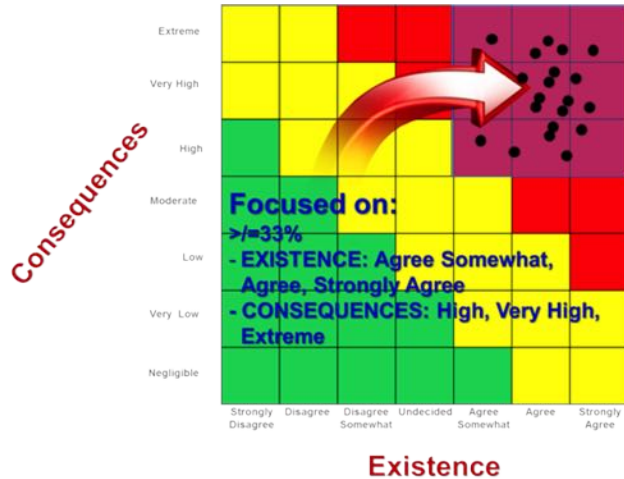 Extreme
Very High
High
Moderate
Low
Very Low
Negligible
Consequences
Focused on:
>/=33%
- EXISTENCE: Agree Somewhat,
Agree, Strongly Agree
- CONSEQUENCES: High, Very High,
Extreme
Strongly
Disagree
Disagree
Disagree
Somewhat
Undecided
Agree
Somewhat
Agree
Strongly
Agree
Existence